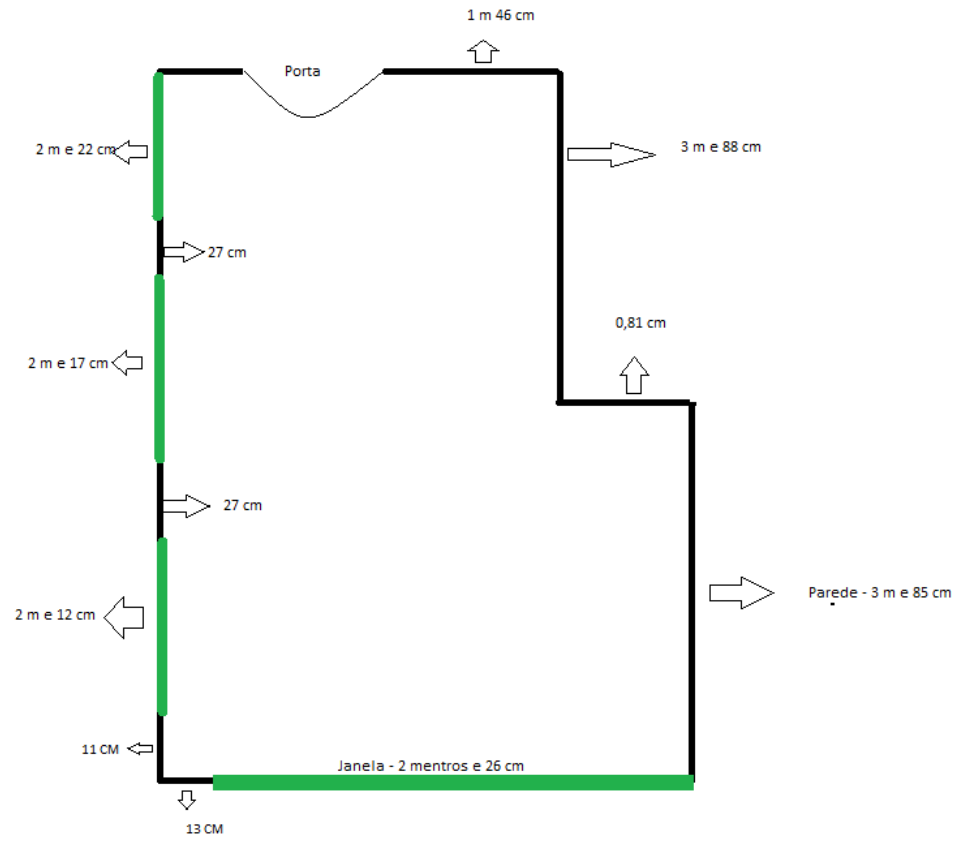 1 m 46 cm
Porta
2 m e 22 cm
3 m e 88 cm
27 cm
0,81 cm
2 m e 17 cm
27 cm
Parede - 3 m e 85 cm
2 m e 12 cm
11 CM
Janela - 2 mentros e 26 cm
13 CM